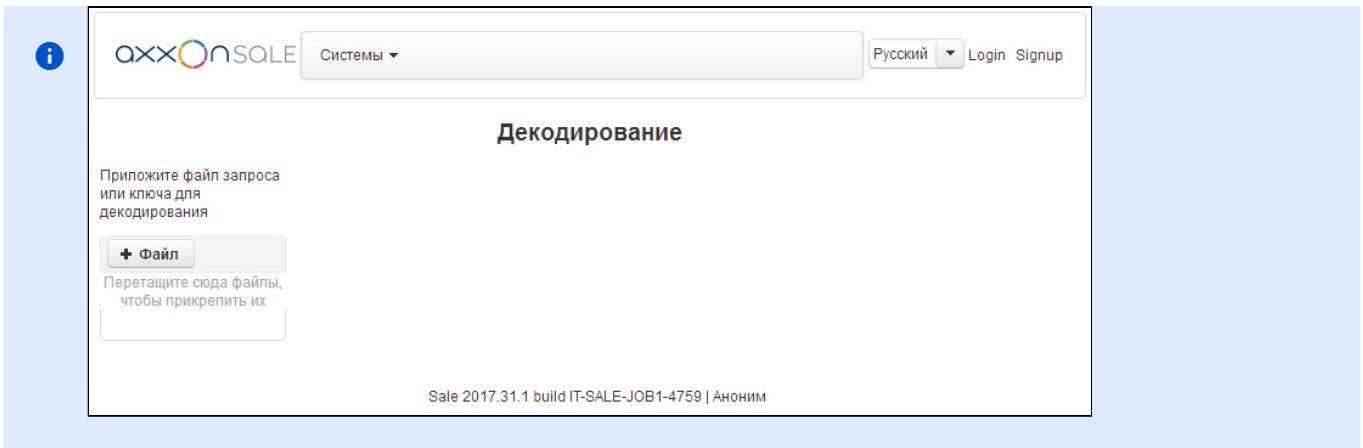 axxonsale
Системы
Русский
Login Signup
Декодирование
Приложите файл запроса
или ключа для
декодирования
+ Файл
Перетащите сюда файлы,
чтобы прикрепить их
Sale 2017.31.1 build IT-SALE-JOB1-4759 | Аноним